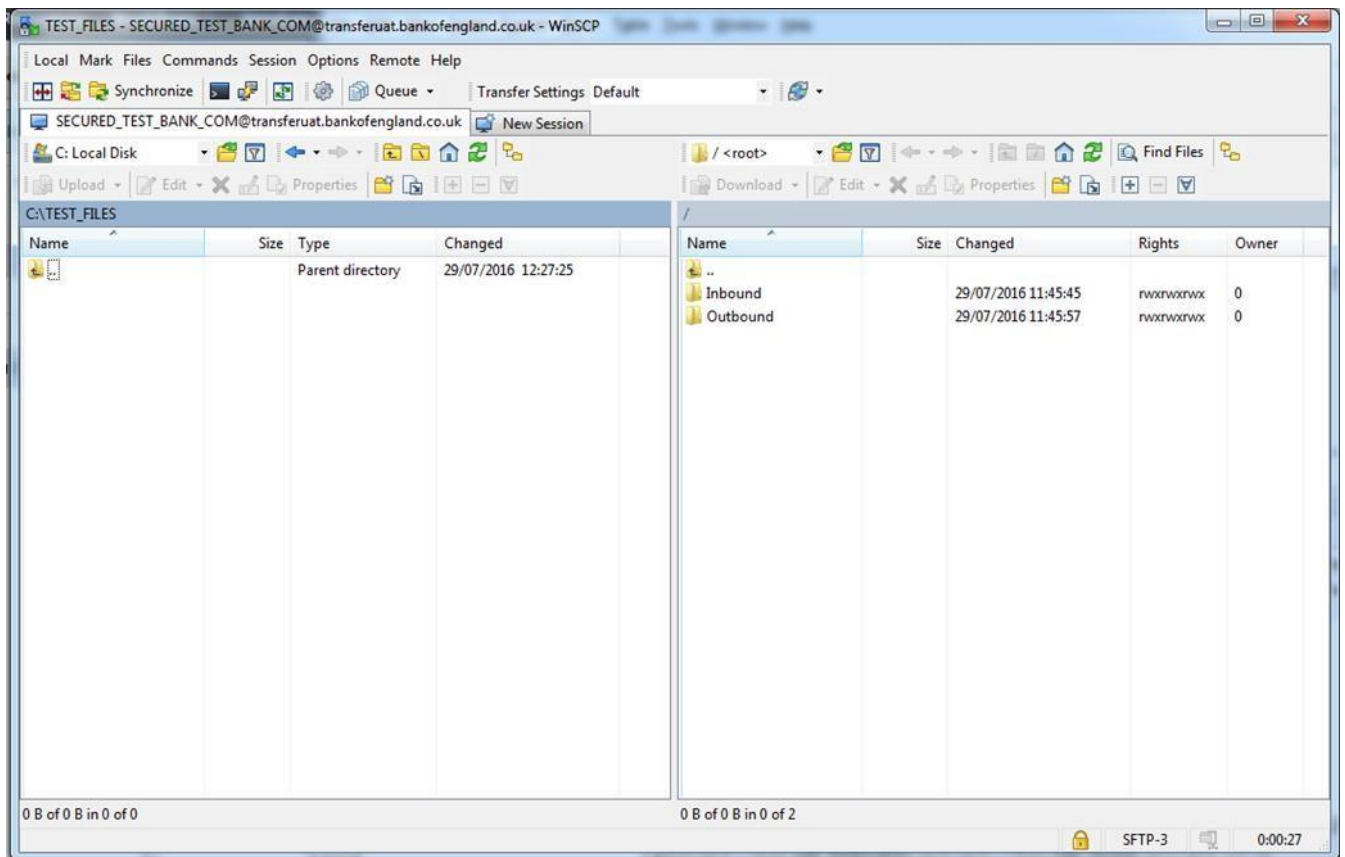 TEST_FILES - SECURED_TEST_BANK_COM@transferuat.bankofengland.co.uk - WinSCP
Local Mark Files Commands Session Options Remote Help
Synchronize Queue Transfer Settings Default
SECURED_TEST_BANK_COM@transferuat.bankofengland.co.uk New Session
C: Local Disk / <root> Find Files
Upload Edit Properties Download Edit Properties
C:\TEST_FILES /
Name Size Type Changed Name Size Changed Rights Owner
.. Parent directory 29/07/2016 12:27:25 ..
Inbound 29/07/2016 11:45:45 rwxrwxrwx 0
Outbound 29/07/2016 11:45:57 rwxrwxrwx 0
0 B of 0 B in 0 of 0 0 B of 0 B in 0 of 2
SFTP-3 0:00:27